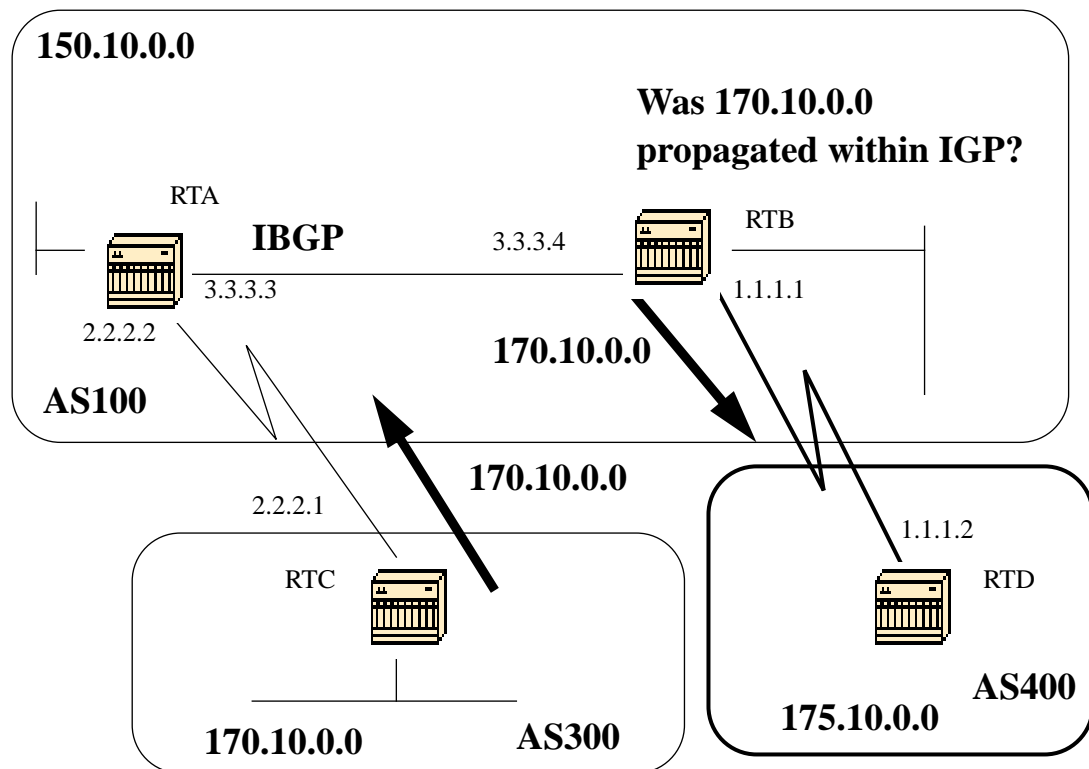 150.10.0.0
Was 170.10.0.0
propagated within IGP?
RTA
RTB
IBGP
3.3.3.4
3.3.3.3
1.1.1.1
2.2.2.2
170.10.0.0
AS100
170.10.0.0
2.2.2.1
1.1.1.2
RTC
RTD
AS400
175.10.0.0
170.10.0.0
AS300